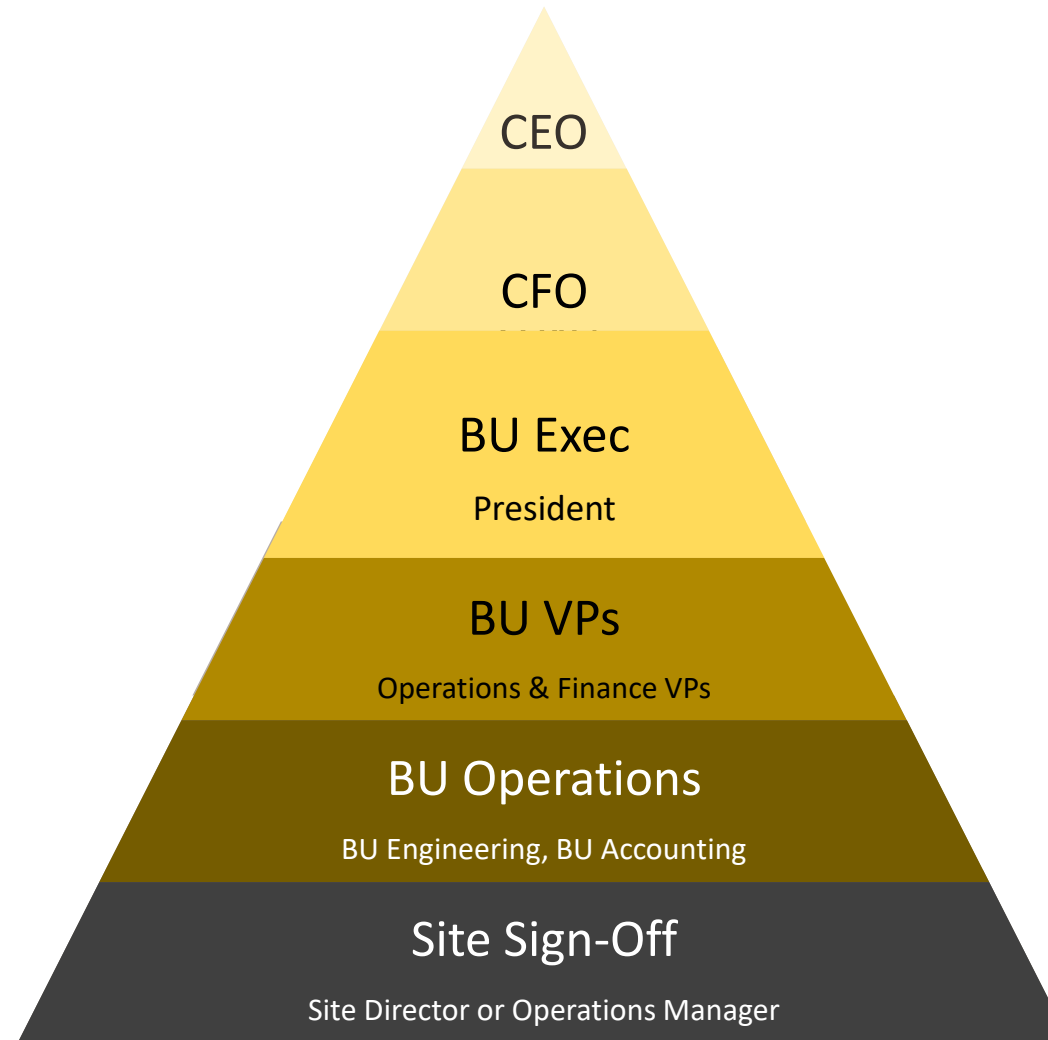 CEO
CFO
BU Exec
President
BU VPs
Operations & Finance VPs
BU Operations
BU Engineering, BU Accounting
Site Sign-Off
Site Director or Operations Manager